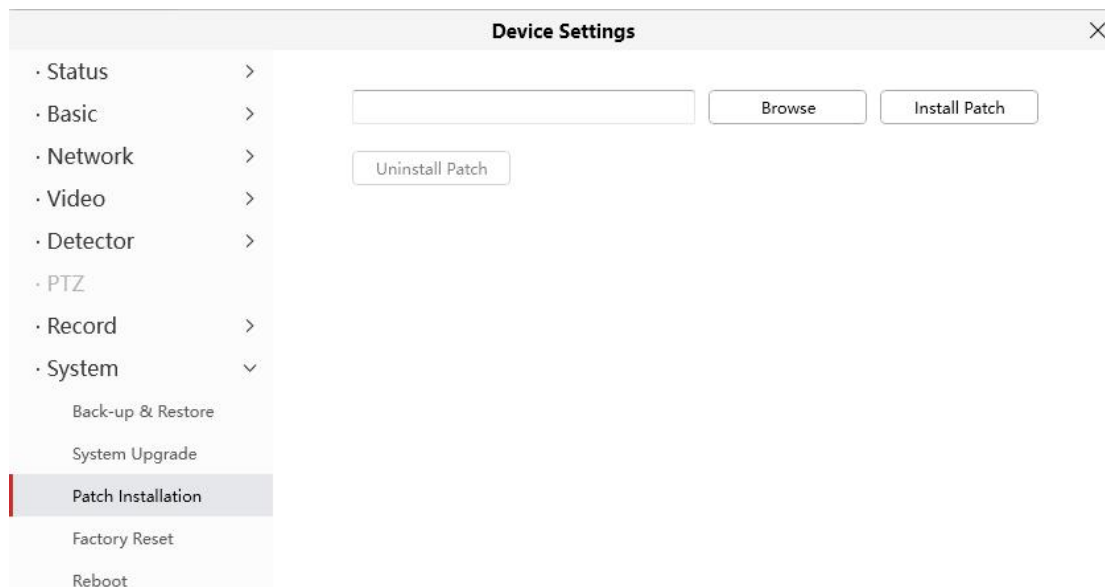 Device Settings
· Status
· Basic
· Network
· Video
· Detector
· PTZ
· Record
· System
Back-up & Restore
System Upgrade
Patch Installation
Factory Reset
Reboot
Browse
Install Patch
Uninstall Patch